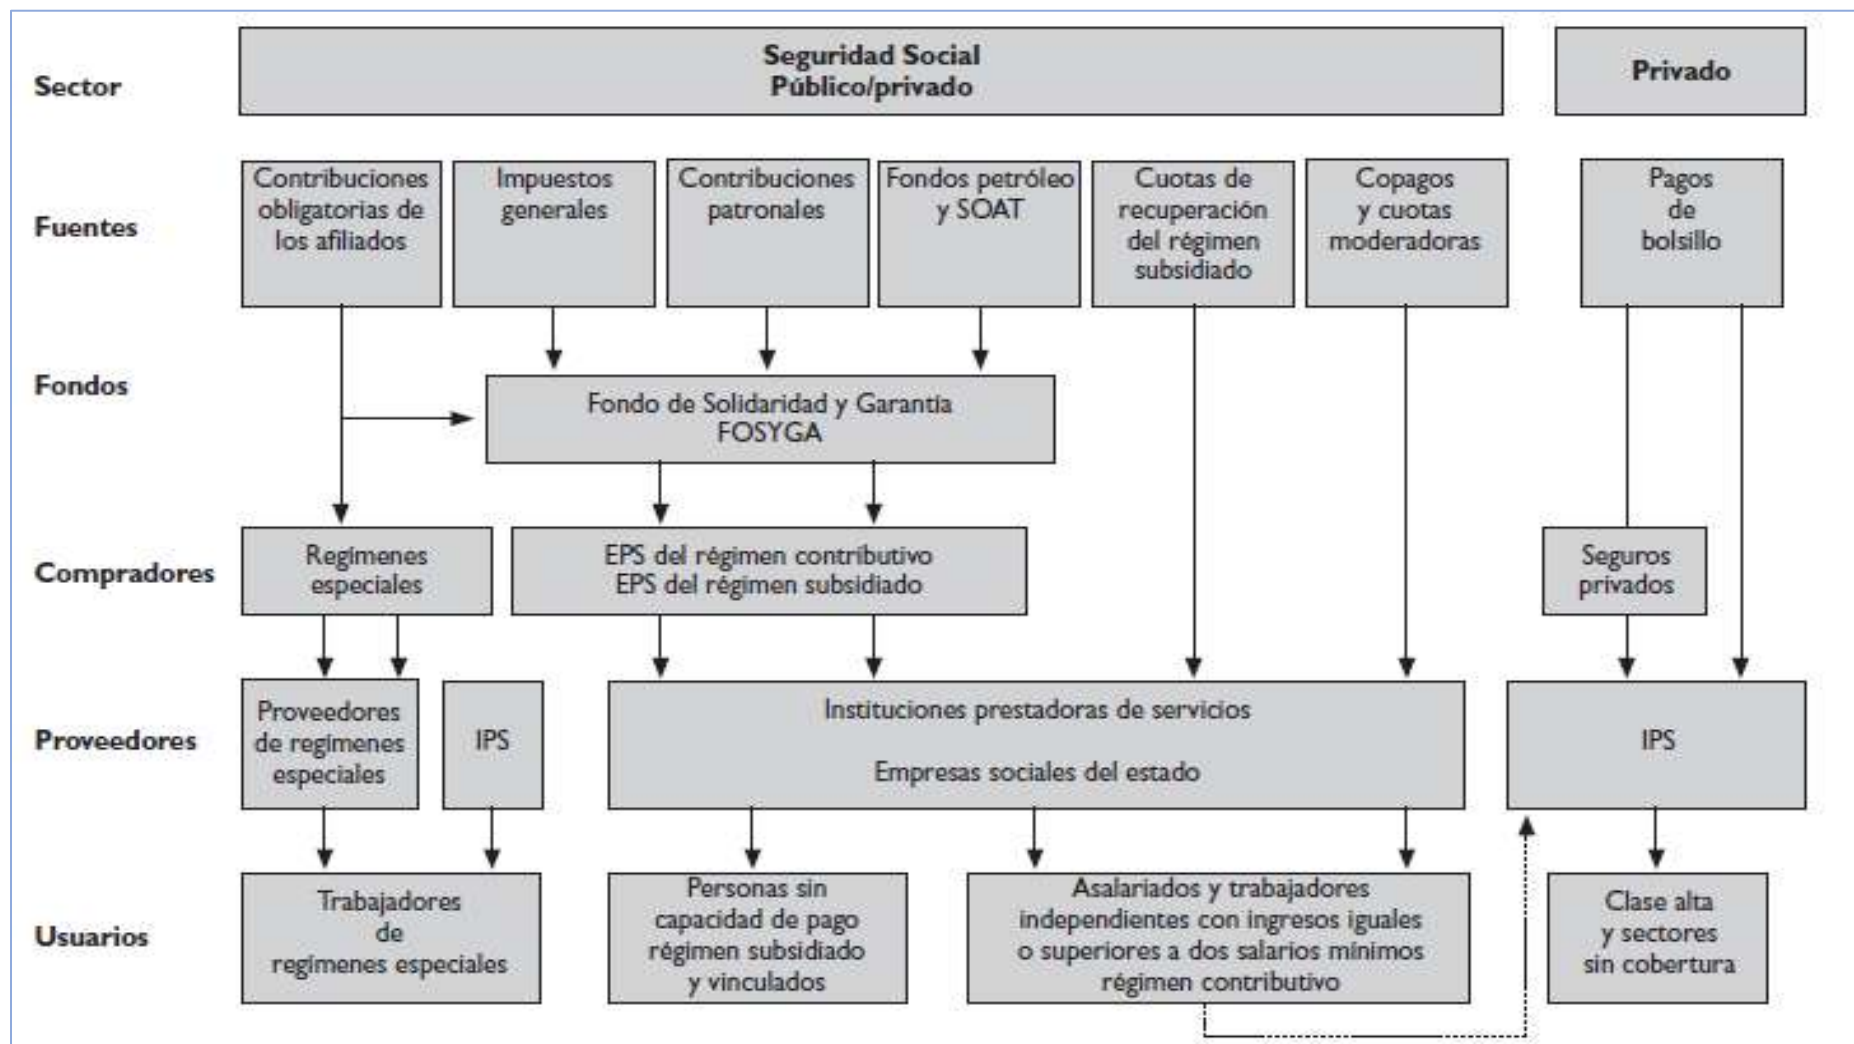 Sector
Seguridad Social
Público/privado
Privado
Fuentes
Contribuciones
obligatorias de
los afiliados
Impuestos
generales
Contribuciones
patronales
Fondos petróleo
y SOAT
Cuotas de
recuperación
del régimen
subsidiado
Copagos
y cuotas
moderadoras
Pagos
de
bolsillo
Fondos
Fondo de Solidaridad y Garantía
FOSYGA
Compradores
Regímenes
especiales
EPS del régimen contributivo
EPS del régimen subsidiado
Seguros
privados
Proveedores
Proveedores
de regímenes
especiales
IPS
Instituciones prestadoras de servicios
Empresas sociales del estado
IPS
Usuarios
Trabajadores
de
regímenes especiales
Personas sin
capacidad de pago
régimen subsidiado
y vinculados
Asalariados y trabajadores
independientes con ingresos iguales
o superiores a dos salarios mínimos
régimen contributivo
Clase alta
y sectores
sin cobertura